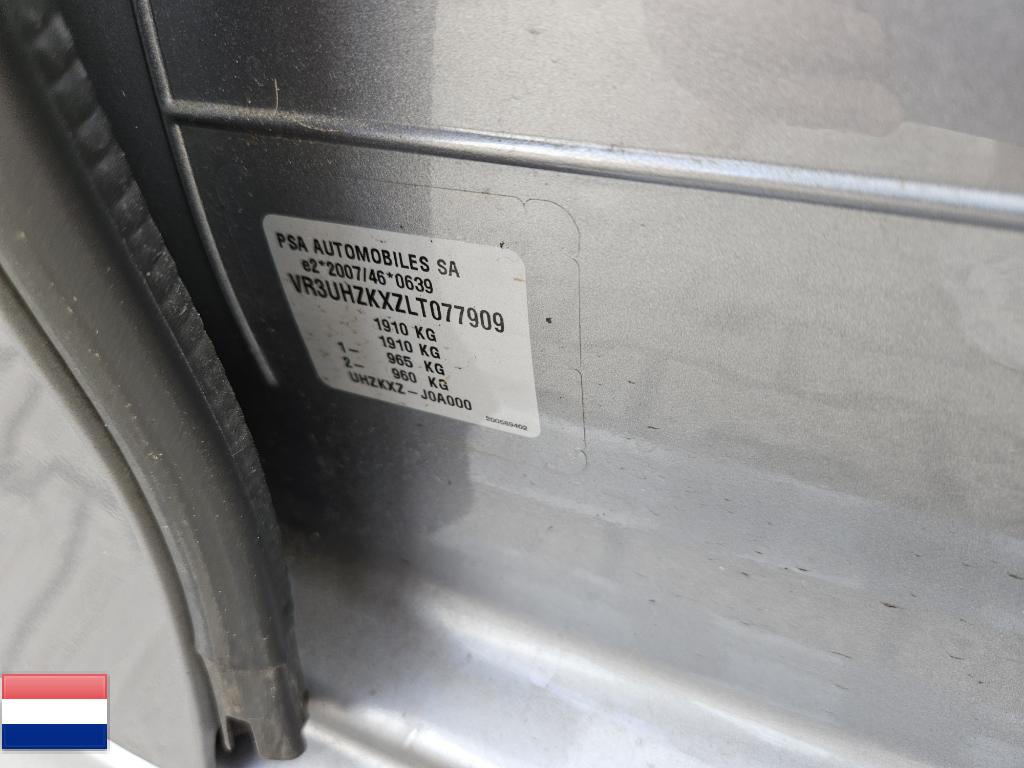 PSA AUTOMOBILES SA
e2*2007/46*0639
VR3UHZKXZLT077909
1910 KG
1- 1910 KG
2- 965 KG
960 KG
UHZKXZ-J0A000
200589402